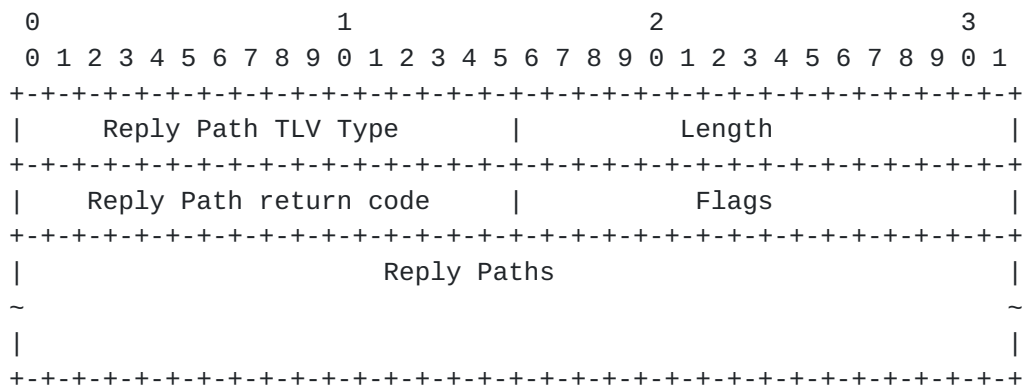 0                   1                   2                   3
 0 1 2 3 4 5 6 7 8 9 0 1 2 3 4 5 6 7 8 9 0 1 2 3 4 5 6 7 8 9 0 1
+-+-+-+-+-+-+-+-+-+-+-+-+-+-+-+-+-+-+-+-+-+-+-+-+-+-+-+-+-+-+-+-+
|     Reply Path TLV Type       |          Length               |
+-+-+-+-+-+-+-+-+-+-+-+-+-+-+-+-+-+-+-+-+-+-+-+-+-+-+-+-+-+-+-+-+
|    Reply Path return code     |           Flags               |
+-+-+-+-+-+-+-+-+-+-+-+-+-+-+-+-+-+-+-+-+-+-+-+-+-+-+-+-+-+-+-+-+
|                       Reply Paths                             |
~                                                               ~
|                                                               |
+-+-+-+-+-+-+-+-+-+-+-+-+-+-+-+-+-+-+-+-+-+-+-+-+-+-+-+-+-+-+-+-+